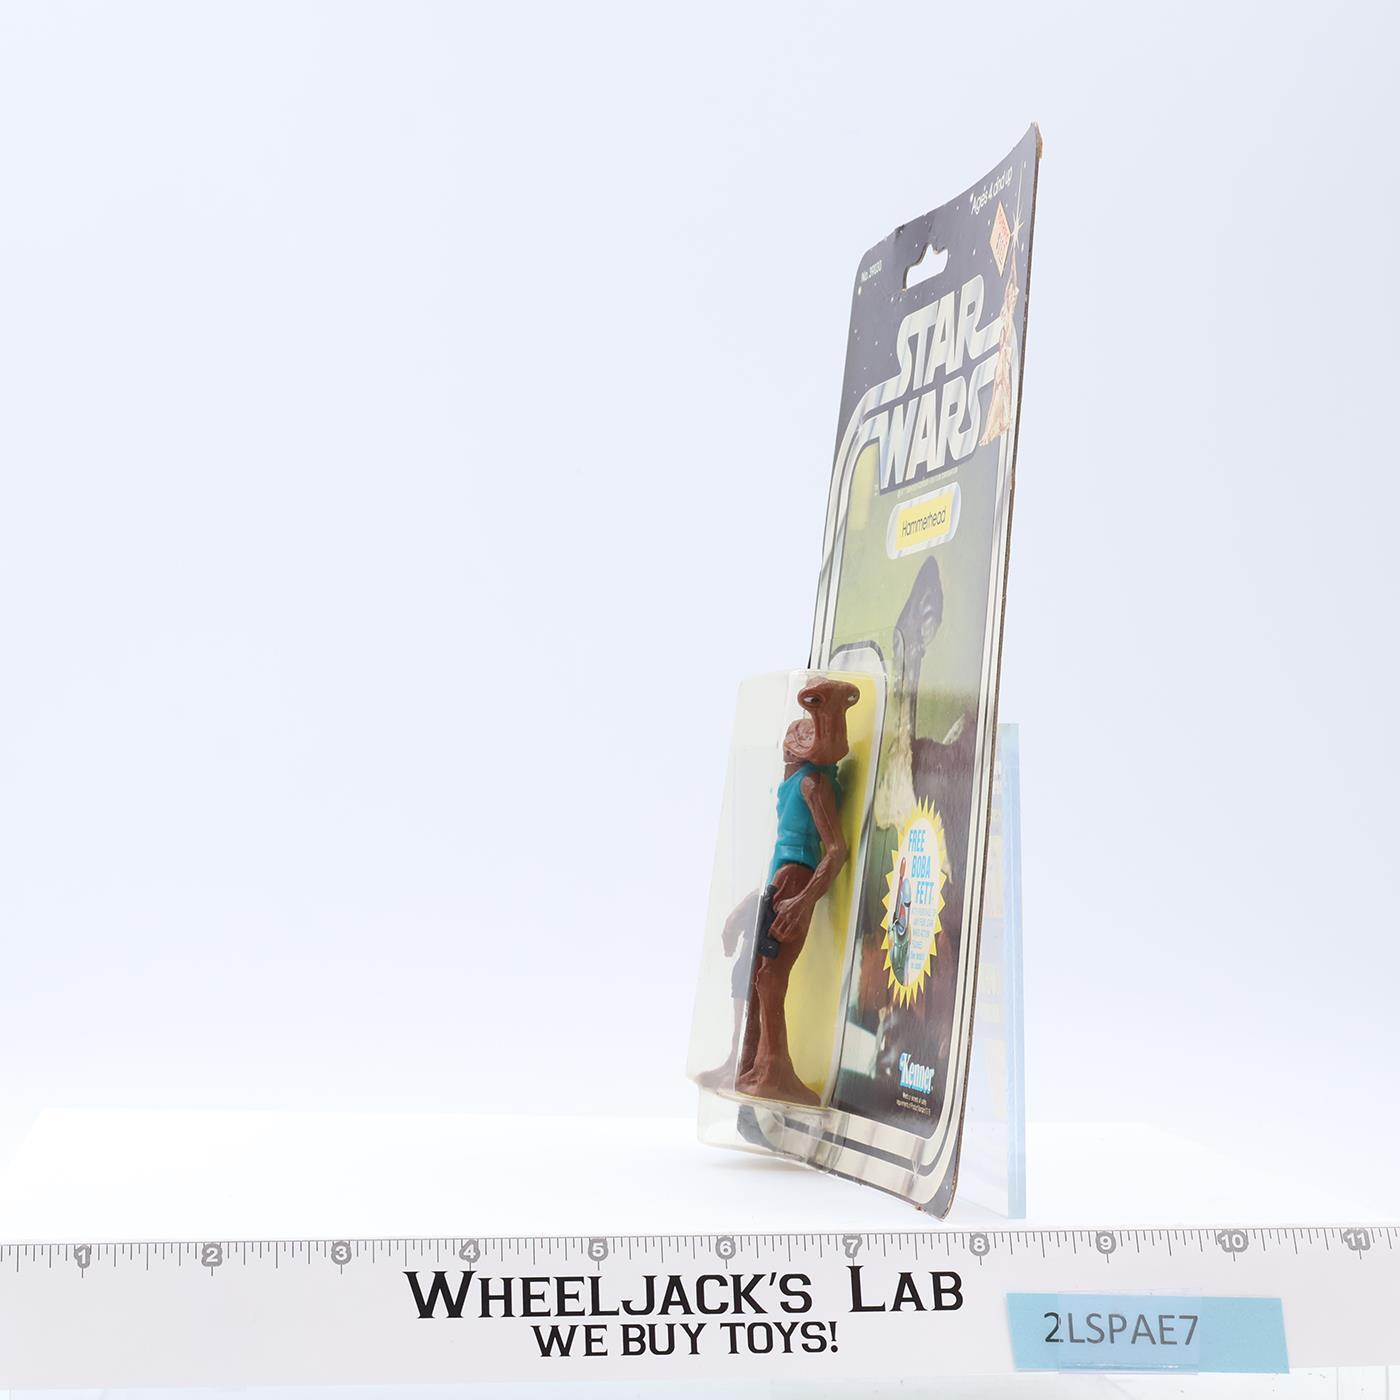 Ages 4 and up
No. 39030
STAR
WARS
Hammerhead
FREE
BOBA
FETT
Kenner
1 2 3 4 5 6 7 8 9 10 11
WHEELJACK'S LAB
WE BUY TOYS!
2LSPAE7